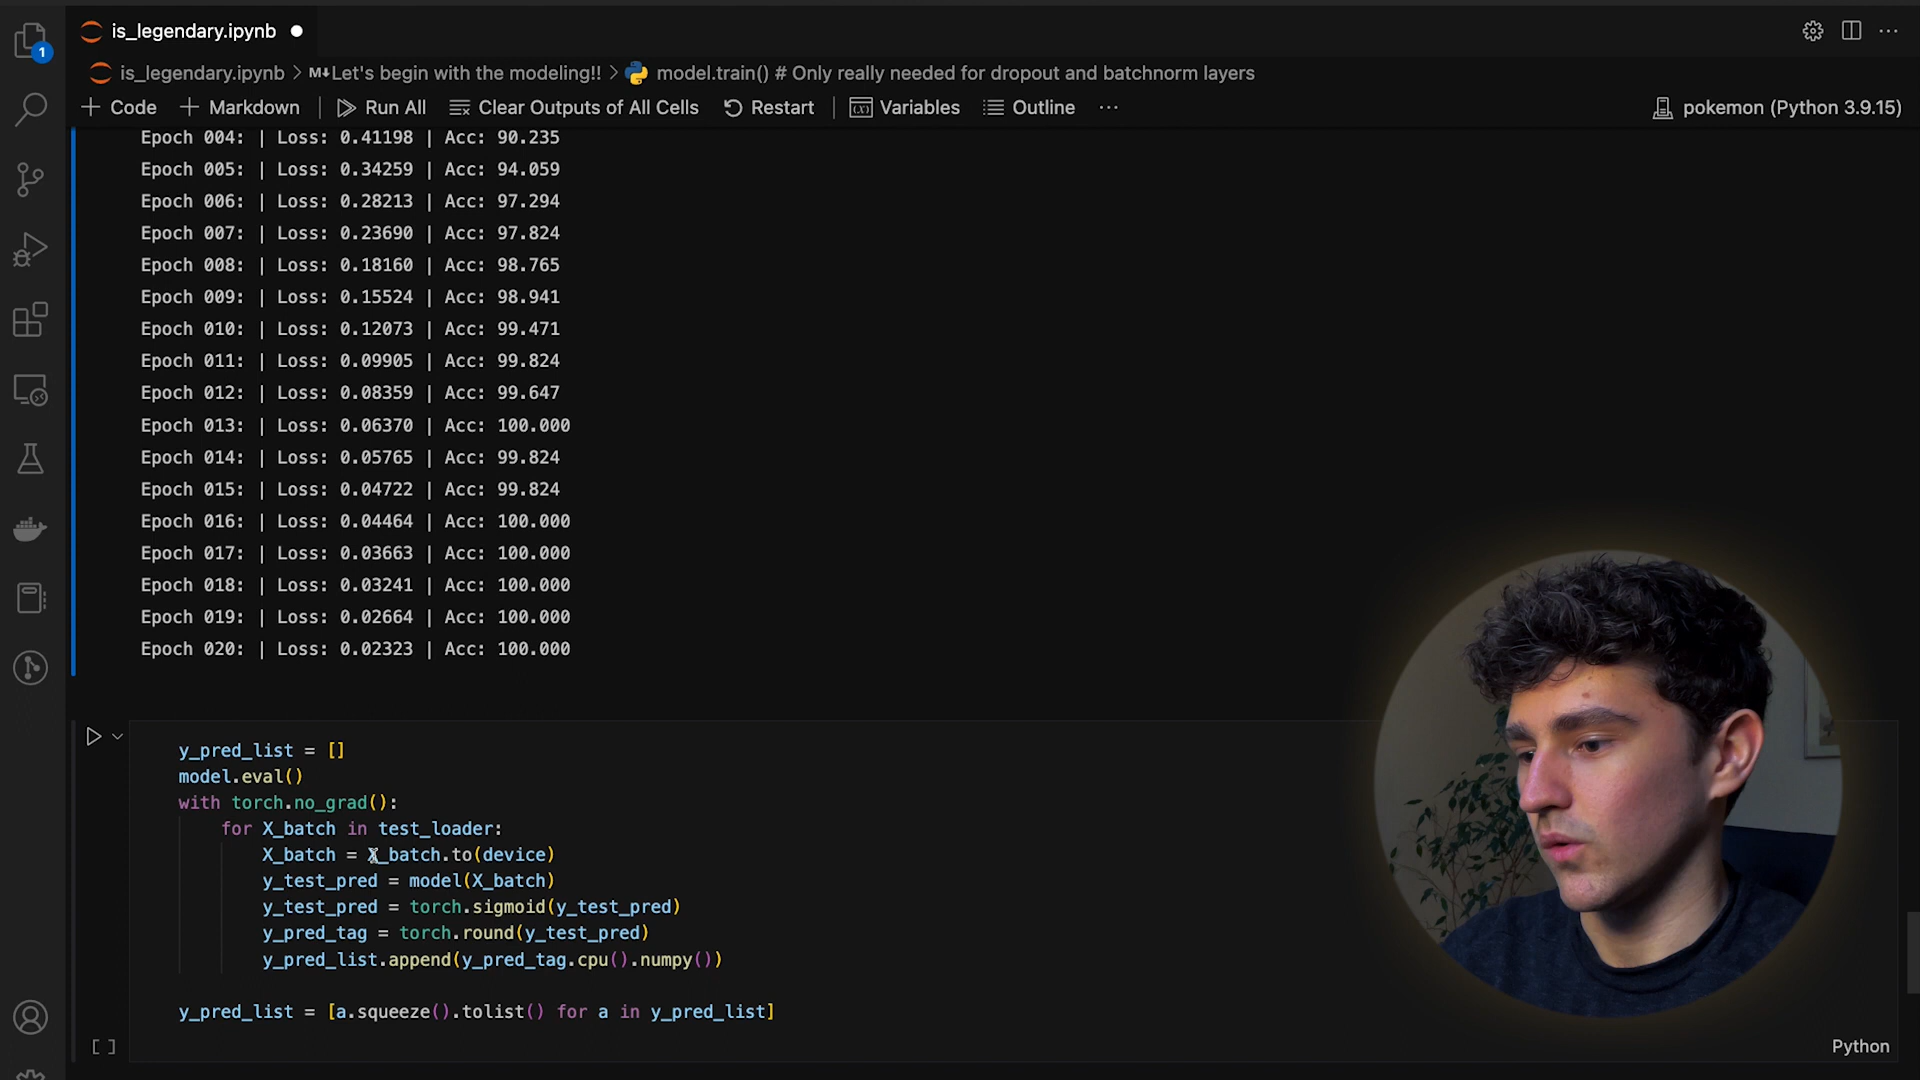 is_legendary.ipynb
1
is_legendary.ipynb > M↓Let's begin with the modeling!! > model.train() # Only really needed for dropout and batchnorm layers
+ Code + Markdown | Run All Clear Outputs of All Cells Restart | Variables Outline ··· pokemon (Python 3.9.15)
Epoch 004: | Loss: 0.41198 | Acc: 90.235
Epoch 005: | Loss: 0.34259 | Acc: 94.059
Epoch 006: | Loss: 0.28213 | Acc: 97.294
Epoch 007: | Loss: 0.23690 | Acc: 97.824
Epoch 008: | Loss: 0.18160 | Acc: 98.765
Epoch 009: | Loss: 0.15524 | Acc: 98.941
Epoch 010: | Loss: 0.12073 | Acc: 99.471
Epoch 011: | Loss: 0.09905 | Acc: 99.824
Epoch 012: | Loss: 0.08359 | Acc: 99.647
Epoch 013: | Loss: 0.06370 | Acc: 100.000
Epoch 014: | Loss: 0.05765 | Acc: 99.824
Epoch 015: | Loss: 0.04722 | Acc: 99.824
Epoch 016: | Loss: 0.04464 | Acc: 100.000
Epoch 017: | Loss: 0.03663 | Acc: 100.000
Epoch 018: | Loss: 0.03241 | Acc: 100.000
Epoch 019: | Loss: 0.02664 | Acc: 100.000
Epoch 020: | Loss: 0.02323 | Acc: 100.000
y_pred_list = []
model.eval()
with torch.no_grad():
for X_batch in test_loader:
X_batch = X_batch.to(device)
y_test_pred = model(X_batch)
y_test_pred = torch.sigmoid(y_test_pred)
y_pred_tag = torch.round(y_test_pred)
y_pred_list.append(y_pred_tag.cpu().numpy())
y_pred_list = [a.squeeze().tolist() for a in y_pred_list]
[ ]
Python